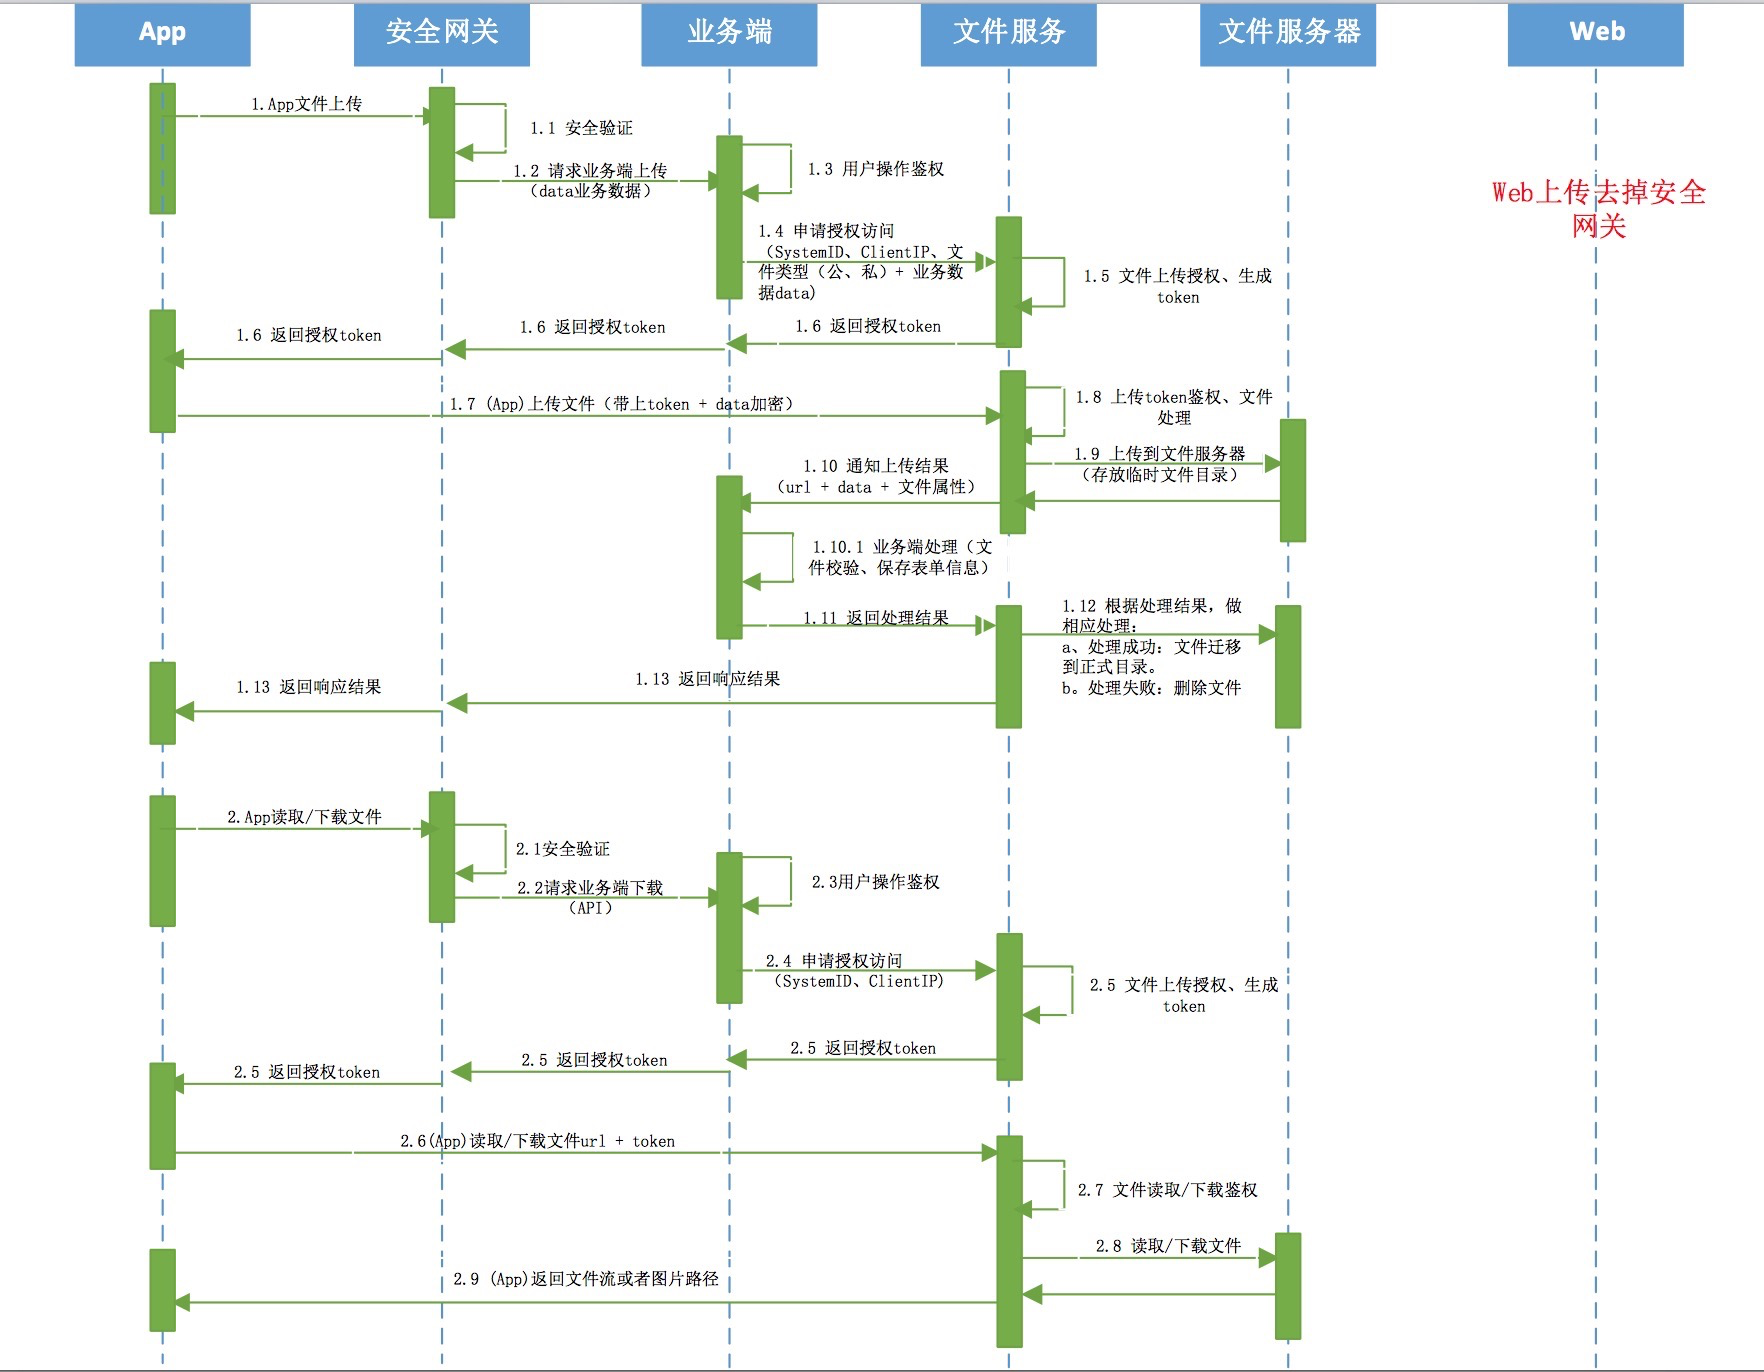 App
安全网关
业务端
文件服务
文件服务器
Web
1.App文件上传
1.1 安全验证
1.2 请求业务端上传
（data业务数据）
1.3 用户操作鉴权
Web上传去掉安全
网关
1.4 申请授权访问
（SystemID、ClientIP、文
件类型（公、私）+ 业务数
据data)
1.5 文件上传授权、生成
token
1.6 返回授权token
1.6 返回授权token
1.6 返回授权token
1.7 (App)上传文件（带上token + data加密）
1.8 上传token鉴权、文件
处理
1.9 上传到文件服务器
（存放临时文件目录）
1.10 通知上传结果
（url + data + 文件属性）
1.10.1 业务端处理（文
件校验、保存表单信息）
1.11 返回处理结果
1.12 根据处理结果，做
相应处理：
a、处理成功：文件迁移
到正式目录。
b。处理失败：删除文件
1.13 返回响应结果
1.13 返回响应结果
2.App读取/下载文件
2.1安全验证
2.2请求业务端下载
（API）
2.3用户操作鉴权
2.4 申请授权访问
（SystemID、ClientIP)
2.5 文件上传授权、生成
token
2.5 返回授权token
2.5 返回授权token
2.5 返回授权token
2.6(App)读取/下载文件url + token
2.7 文件读取/下载鉴权
2.8 读取/下载文件
2.9 (App)返回文件流或者图片路径